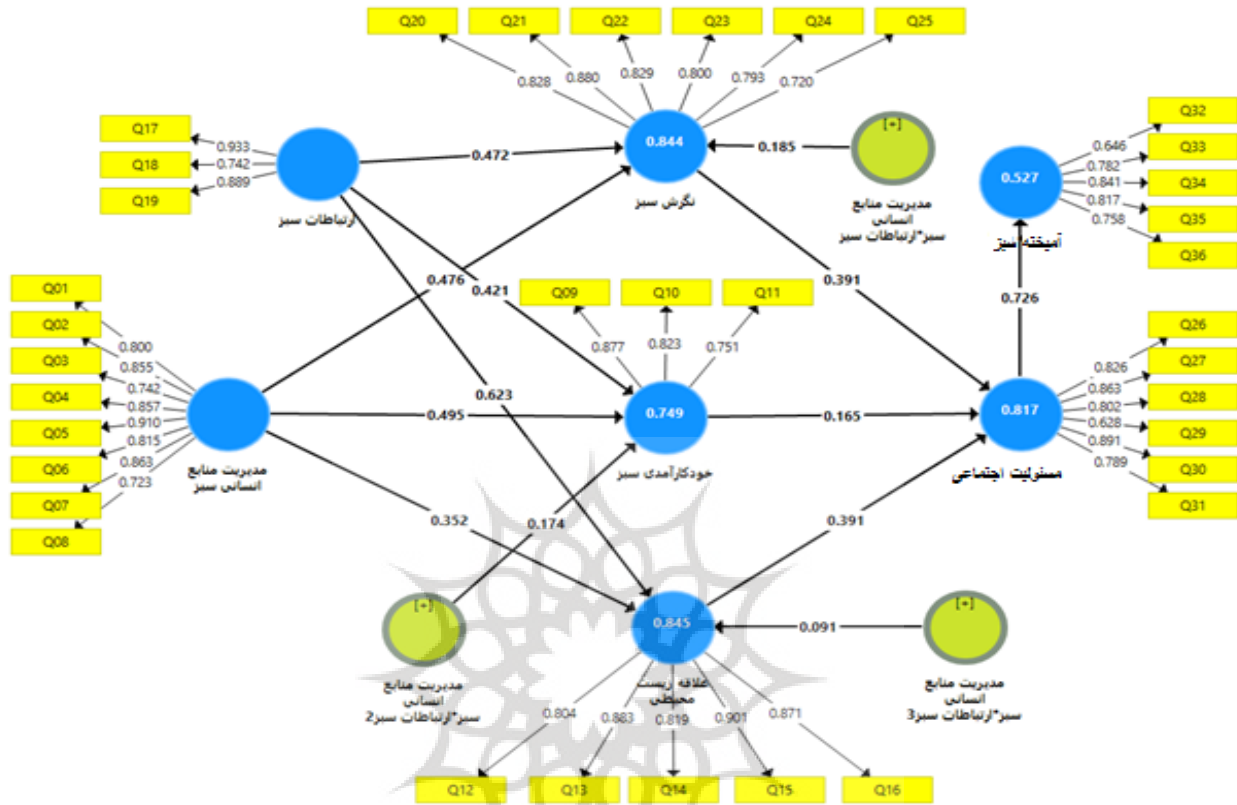 Q20
Q21
Q22
Q23
Q24
Q25
0.828
0.880
0.829
0.800
0.793
0.720
Q17
Q18
Q19
0.933
0.742
0.889
ارتباطات سبز
0.472
0.844
نگرش سبز
0.185
[+]
مدیریت منابع
انسانی
سبز*ارتباطات سبز
0.527
آمیخته سبز
Q32
Q33
Q34
Q35
Q36
0.646
0.782
0.841
0.817
0.758
0.476
0.421
0.623
0.391
0.726
Q01
Q02
Q03
Q04
Q05
Q06
Q07
Q08
0.800
0.855
0.742
0.857
0.910
0.815
0.863
0.723
مدیریت منابع
انسانی سبز
0.495
0.352
Q09
Q10
Q11
0.877
0.823
0.751
0.749
خودکارآمدی سبز
0.165
0.817
مسئولیت اجتماعی
Q26
Q27
Q28
Q29
Q30
Q31
0.826
0.863
0.802
0.628
0.891
0.789
0.174
0.391
[+]
مدیریت منابع
انسانی
سبز*ارتباطات سبز2
0.845
علاقه زیست
محیطی
0.091
[+]
مدیریت منابع
انسانی
سبز*ارتباطات سبز3
0.804
0.883
0.819
0.901
0.871
Q12
Q13
Q14
Q15
Q16